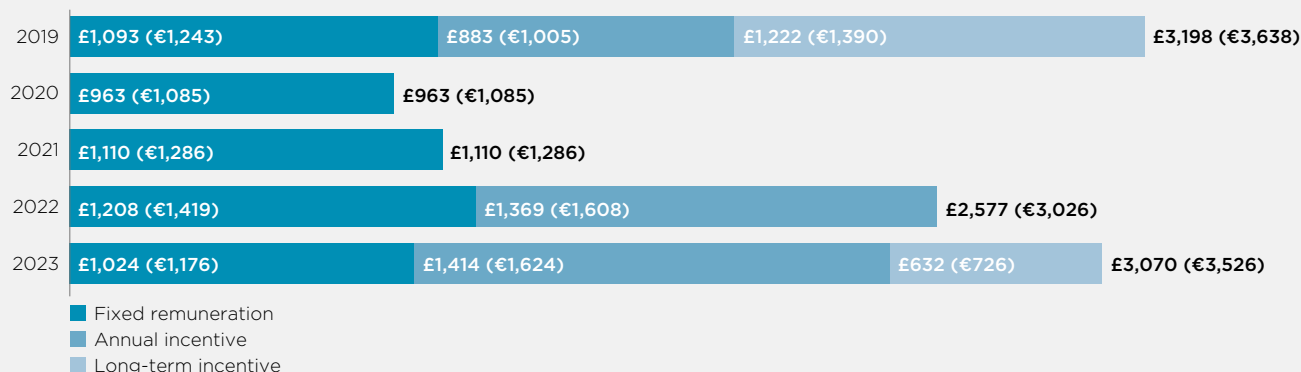 2019 £1,093 (€1,243) £883 (€1,005) £1,222 (€1,390) £3,198 (€3,638)
2020 £963 (€1,085) £963 (€1,085)
2021 £1,110 (€1,286) £1,110 (€1,286)
2022 £1,208 (€1,419) £1,369 (€1,608) £2,577 (€3,026)
2023 £1,024 (€1,176) £1,414 (€1,624) £632 (€726) £3,070 (€3,526)
Fixed remuneration
Annual incentive
Long-term incentive